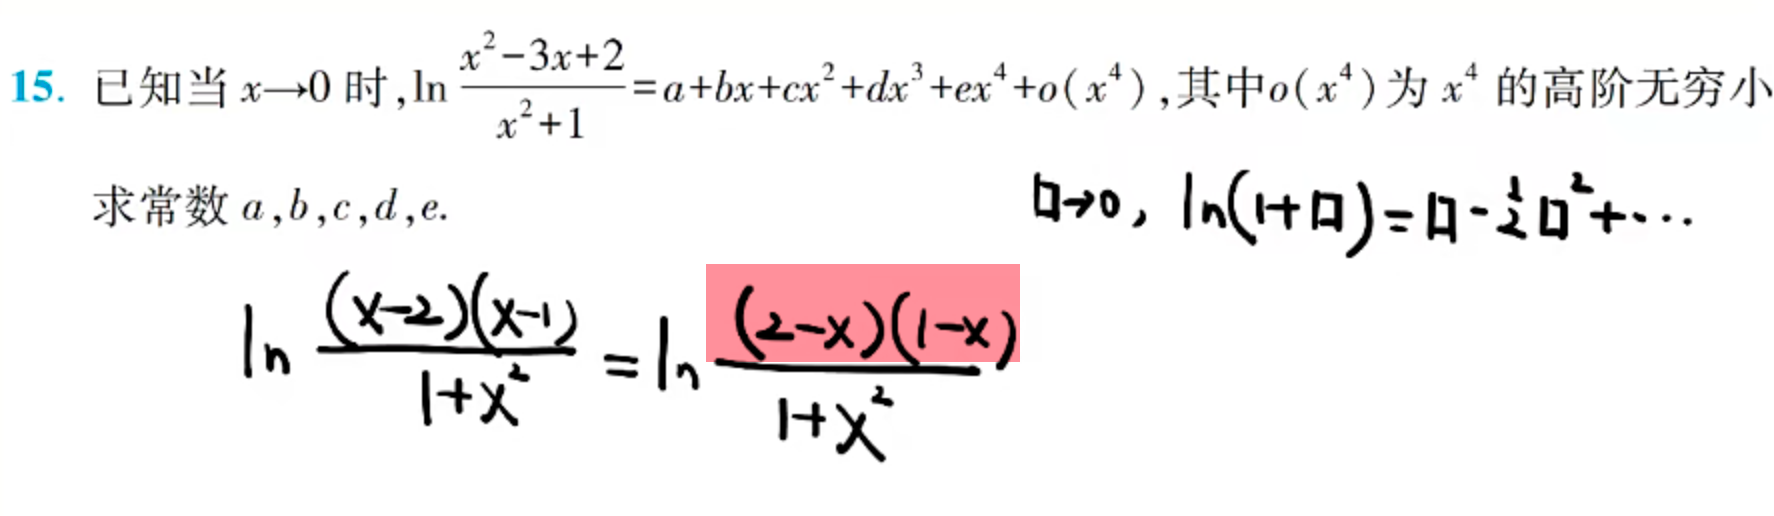 15. 已知当 x→0 时,ln (x²-3x+2)/(x²+1) =a+bx+cx²+dx³+ex⁴+o(x⁴),其中o(x⁴)为 x⁴ 的高阶无穷小
求常数 a,b,c,d,e.
□→0, ln(1+□)=□-½□²+···
ln (x-2)(x-1)/(1+x²) = ln (2-x)(1-x)/(1+x²)